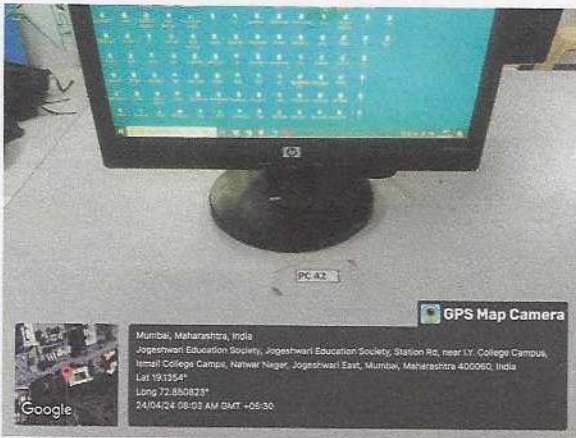 hp
PC 42
GPS Map Camera
Mumbai, Maharashtra, India
Jogeshwari Education Society, Jogeshwari Education Society, Station Rd, near I.Y. College Campus,
Ismail College Camps, Natwar Nagar, Jogeshwari East, Mumbai, Maharashtra 400060, India
Lat 19.1354°
Long 72.850823°
24/04/24 08:03 AM GMT +05:30
Google